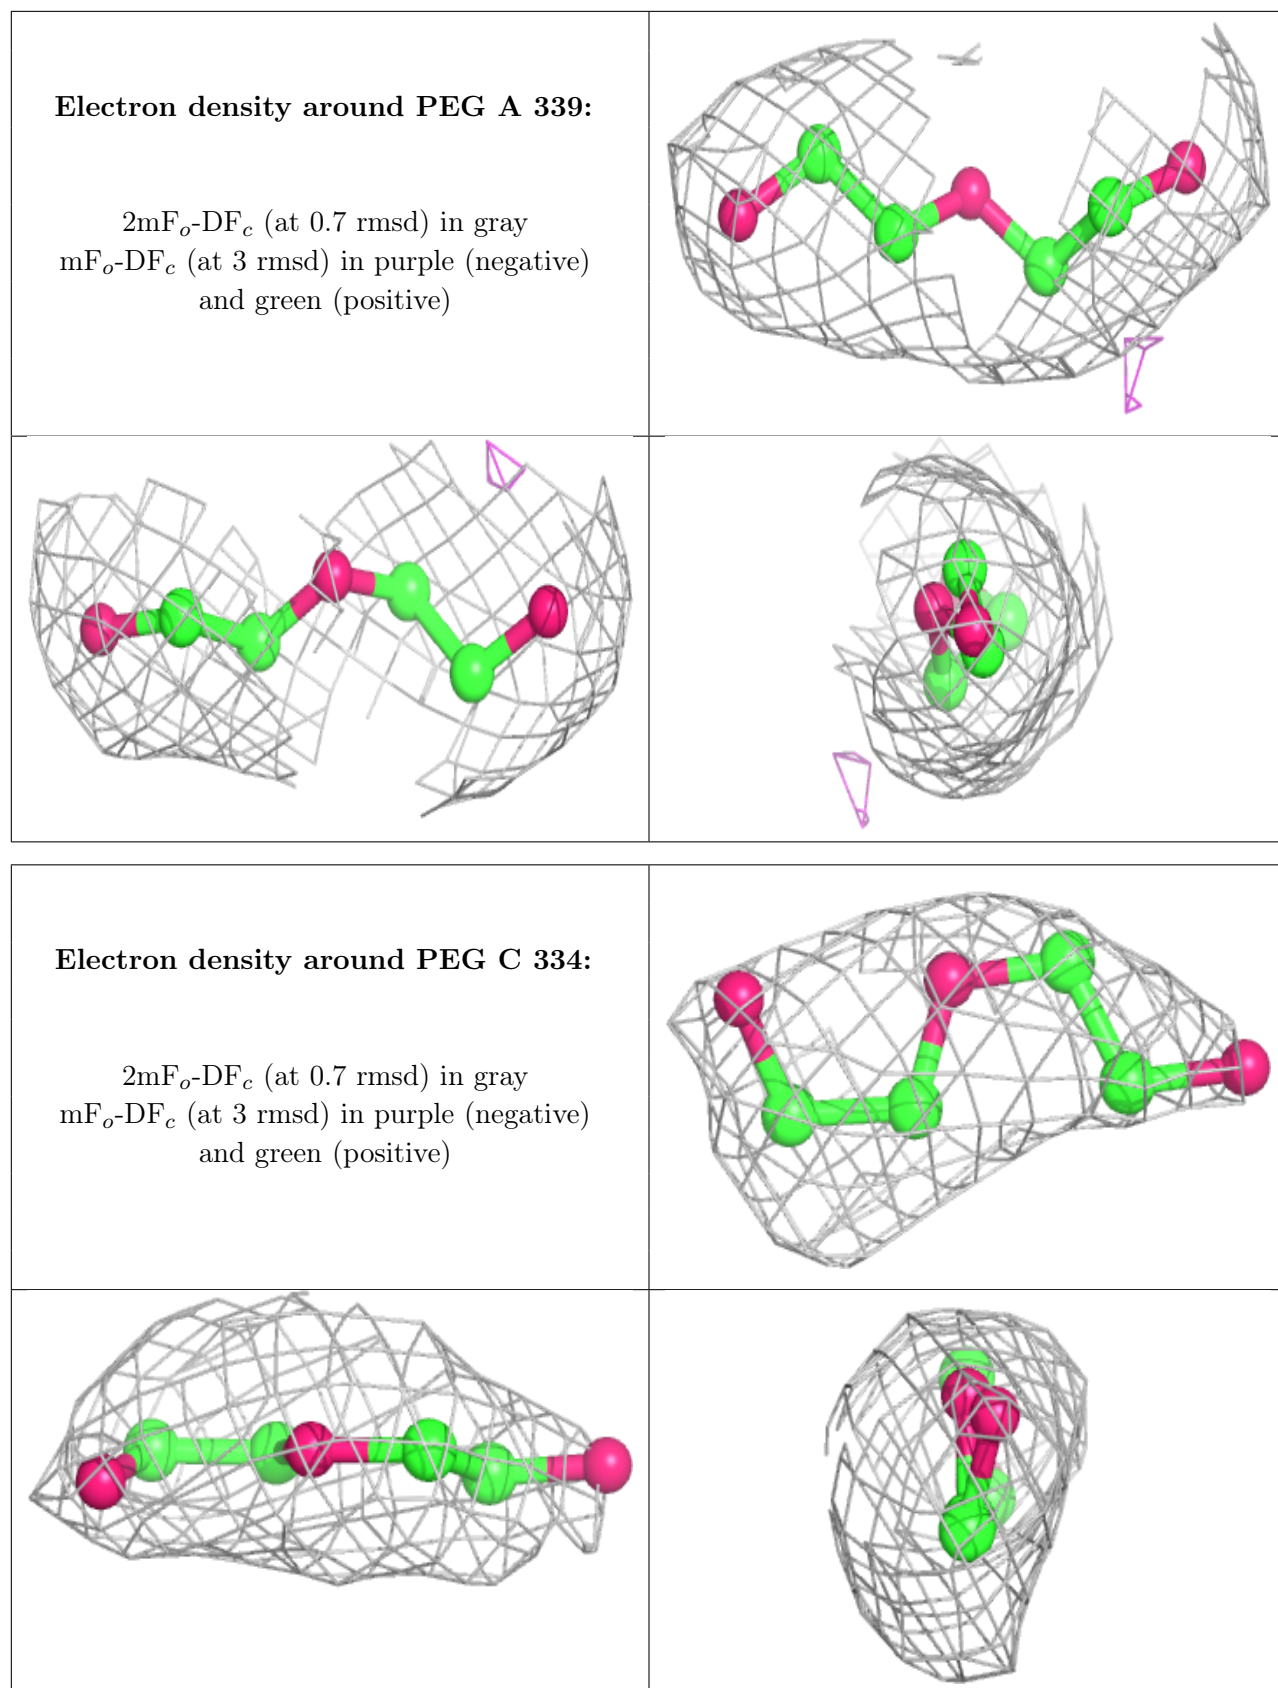 Electron density around PEG A 339:
2mFₒ-DF𝒸 (at 0.7 rmsd) in gray
mFₒ-DF𝒸 (at 3 rmsd) in purple (negative)
and green (positive)
Electron density around PEG C 334:
2mFₒ-DF𝒸 (at 0.7 rmsd) in gray
mFₒ-DF𝒸 (at 3 rmsd) in purple (negative)
and green (positive)